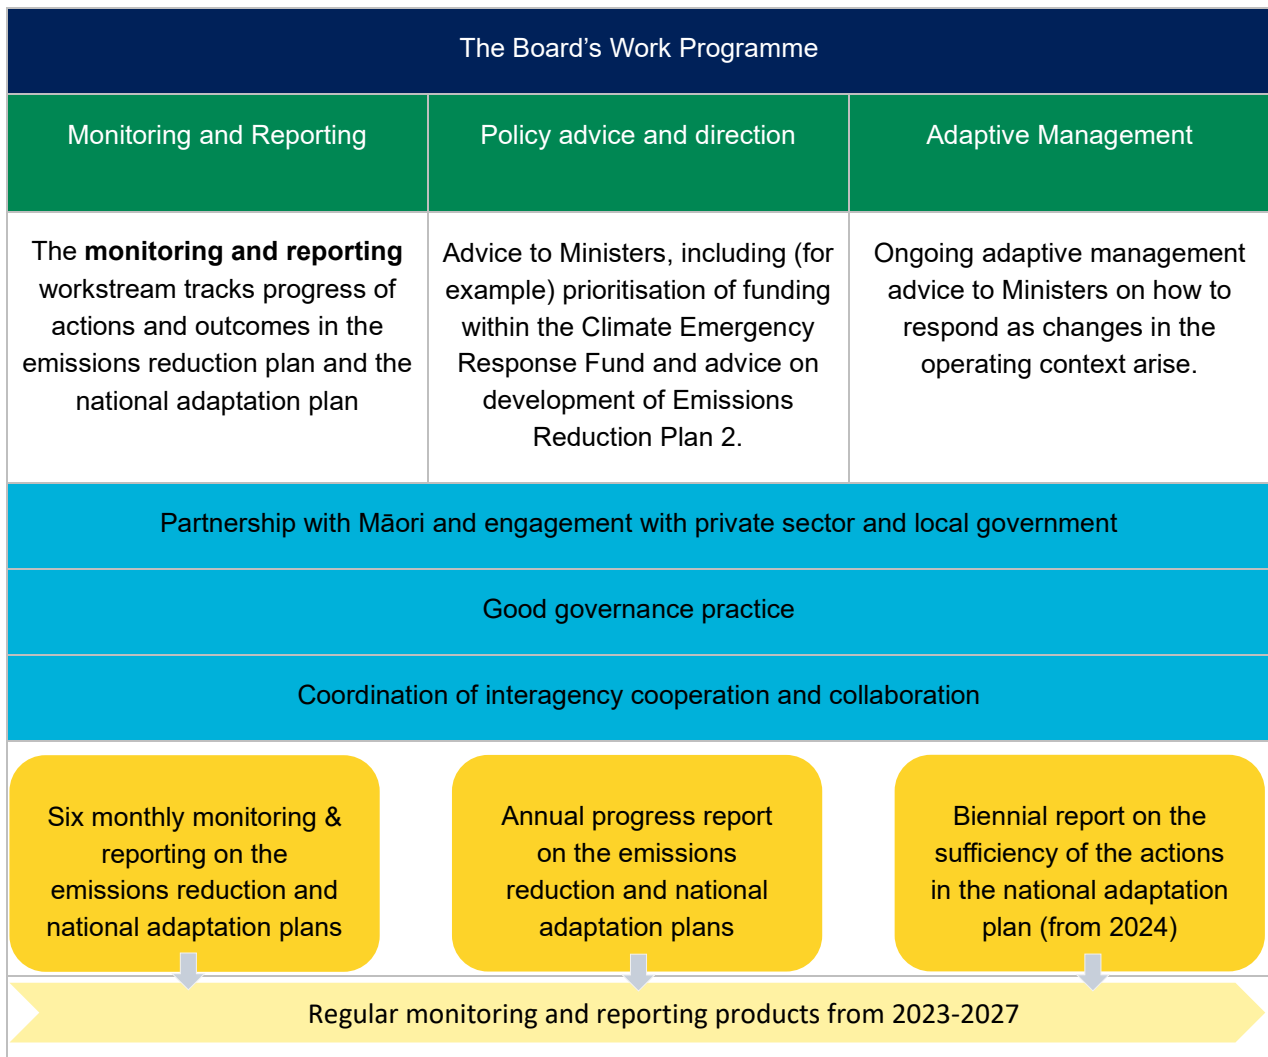 The Board’s Work Programme
Monitoring and Reporting
Policy advice and direction
Adaptive Management
The monitoring and reporting
workstream tracks progress of
actions and outcomes in the
emissions reduction plan and the
national adaptation plan
Advice to Ministers, including (for
example) prioritisation of funding
within the Climate Emergency
Response Fund and advice on
development of Emissions
Reduction Plan 2.
Ongoing adaptive management
advice to Ministers on how to
respond as changes in the
operating context arise.
Partnership with Māori and engagement with private sector and local government
Good governance practice
Coordination of interagency cooperation and collaboration
Six monthly monitoring &
reporting on the
emissions reduction and
national adaptation plans
Annual progress report
on the emissions
reduction and national
adaptation plans
Biennial report on the
sufficiency of the actions
in the national adaptation
plan (from 2024)
Regular monitoring and reporting products from 2023-2027